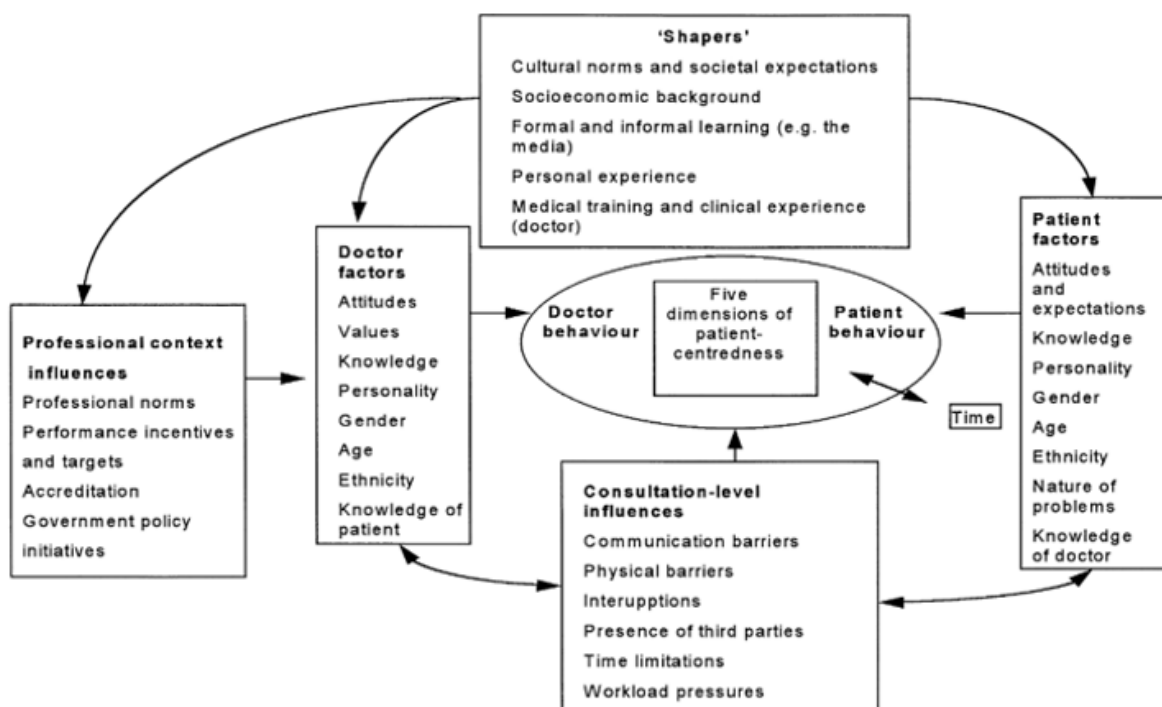 ‘Shapers’
Cultural norms and societal expectations
Socioeconomic background
Formal and informal learning (e.g. the
media)
Personal experience
Medical training and clinical experience
(doctor)
Professional context
influences
Professional norms
Performance incentives
and targets
Accreditation
Government policy
initiatives
Doctor
factors
Attitudes
Values
Knowledge
Personality
Gender
Age
Ethnicity
Knowledge of
patient
Doctor
behaviour
Five
dimensions of
patient-
centredness
Patient
behaviour
Time
Patient
factors
Attitudes
and
expectations
Knowledge
Personality
Gender
Age
Ethnicity
Nature of
problems
Knowledge
of doctor
Consultation-level
influences
Communication barriers
Physical barriers
Interupptions
Presence of third parties
Time limitations
Workload pressures